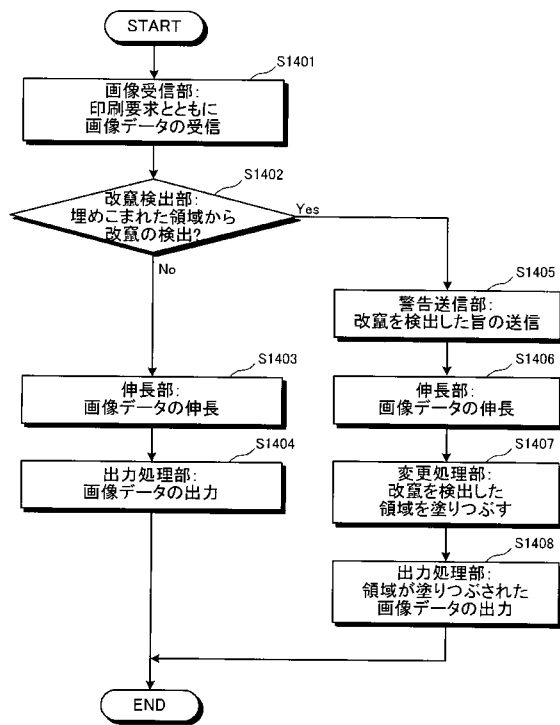 START
S1401
画像受信部:
印刷要求とともに
画像データの受信
S1402
改竄検出部:
埋めこまれた領域から
改竄の検出?
Yes
No
S1403
伸長部:
画像データの伸長
S1404
出力処理部:
画像データの出力
S1405
警告送信部:
改竄を検出した旨の送信
S1406
伸長部:
画像データの伸長
S1407
変更処理部:
改竄を検出した
領域を塗りつぶす
S1408
出力処理部:
領域が塗りつぶされた
画像データの出力
END